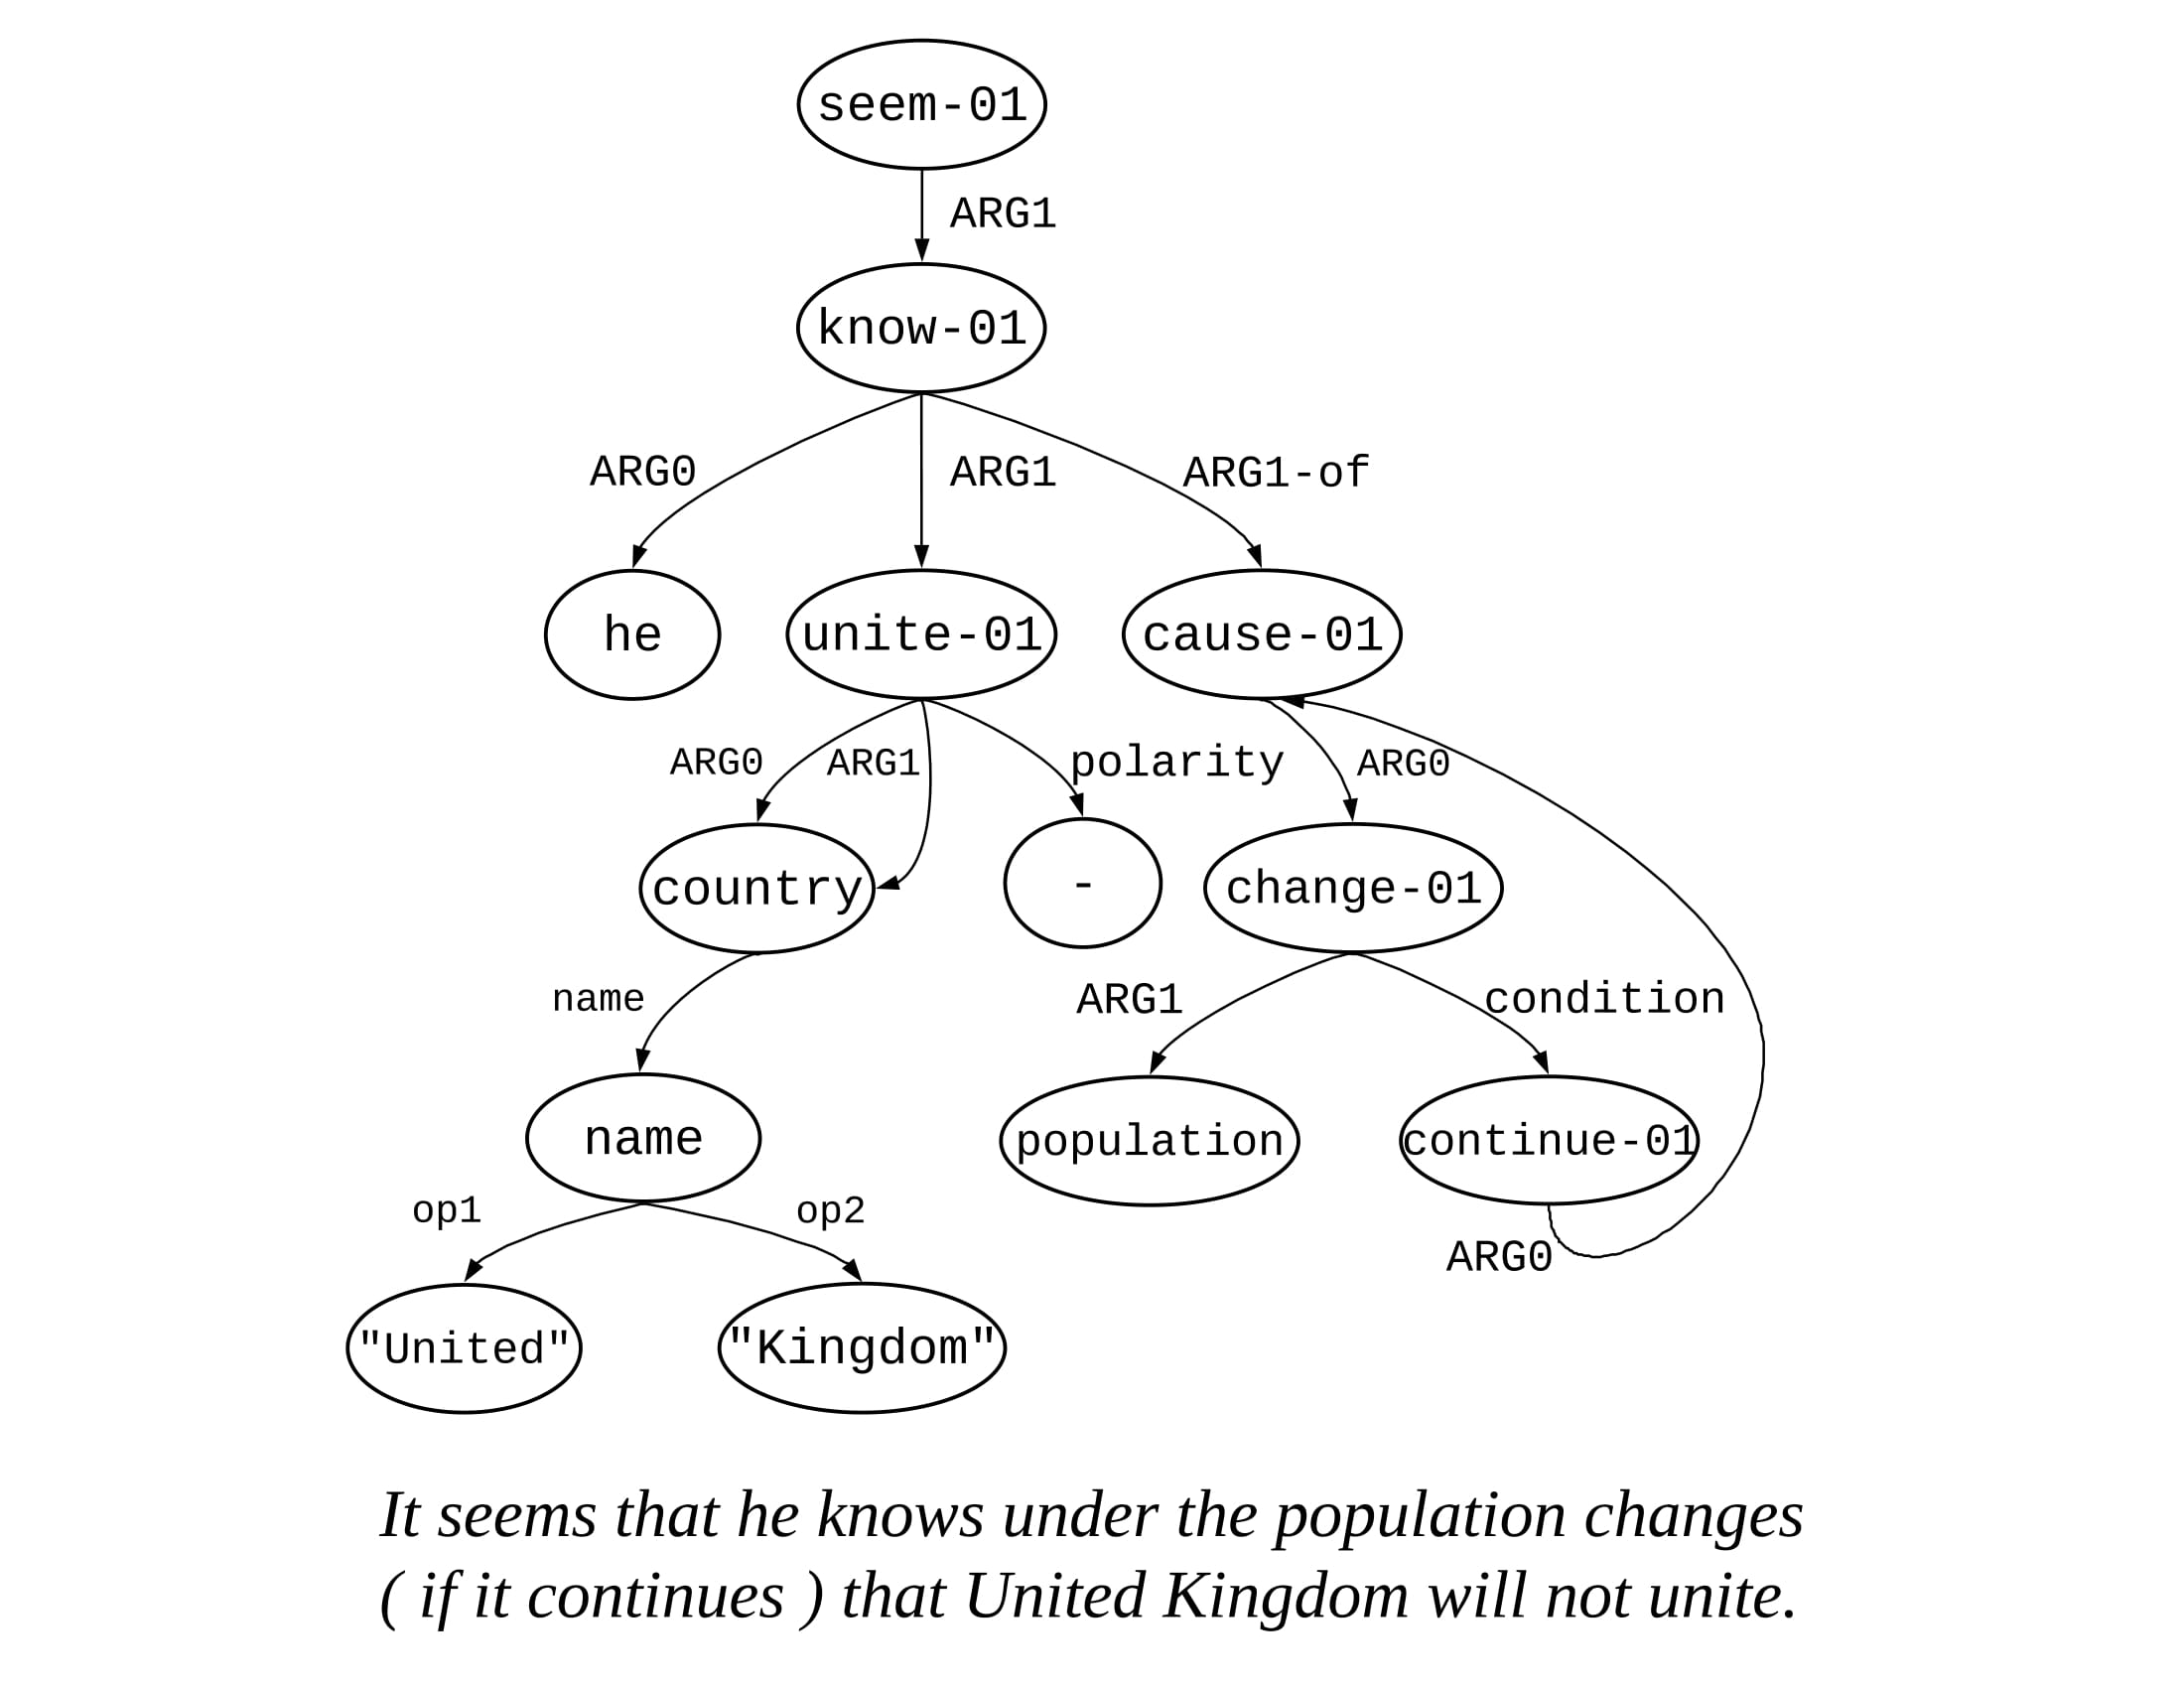 seem-01
ARG1
know-01
ARG0 ARG1 ARG1-of
he unite-01 cause-01
ARG0 ARG1 polarity ARG0
country - change-01
name ARG1 condition
name population continue-01
op1 op2 ARG0
"United" "Kingdom"
It seems that he knows under the population changes
( if it continues ) that United Kingdom will not unite.